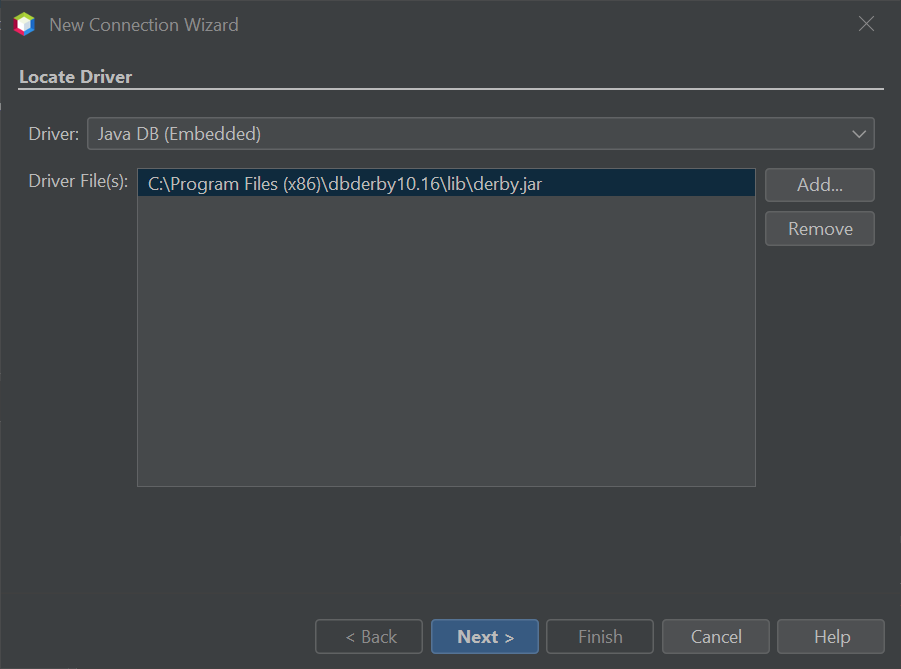 New Connection Wizard
Locate Driver
Driver: Java DB (Embedded)
Driver File(s): C:\Program Files (x86)\dbderby10.16\lib\derby.jar
Add...
Remove
< Back Next > Finish Cancel Help